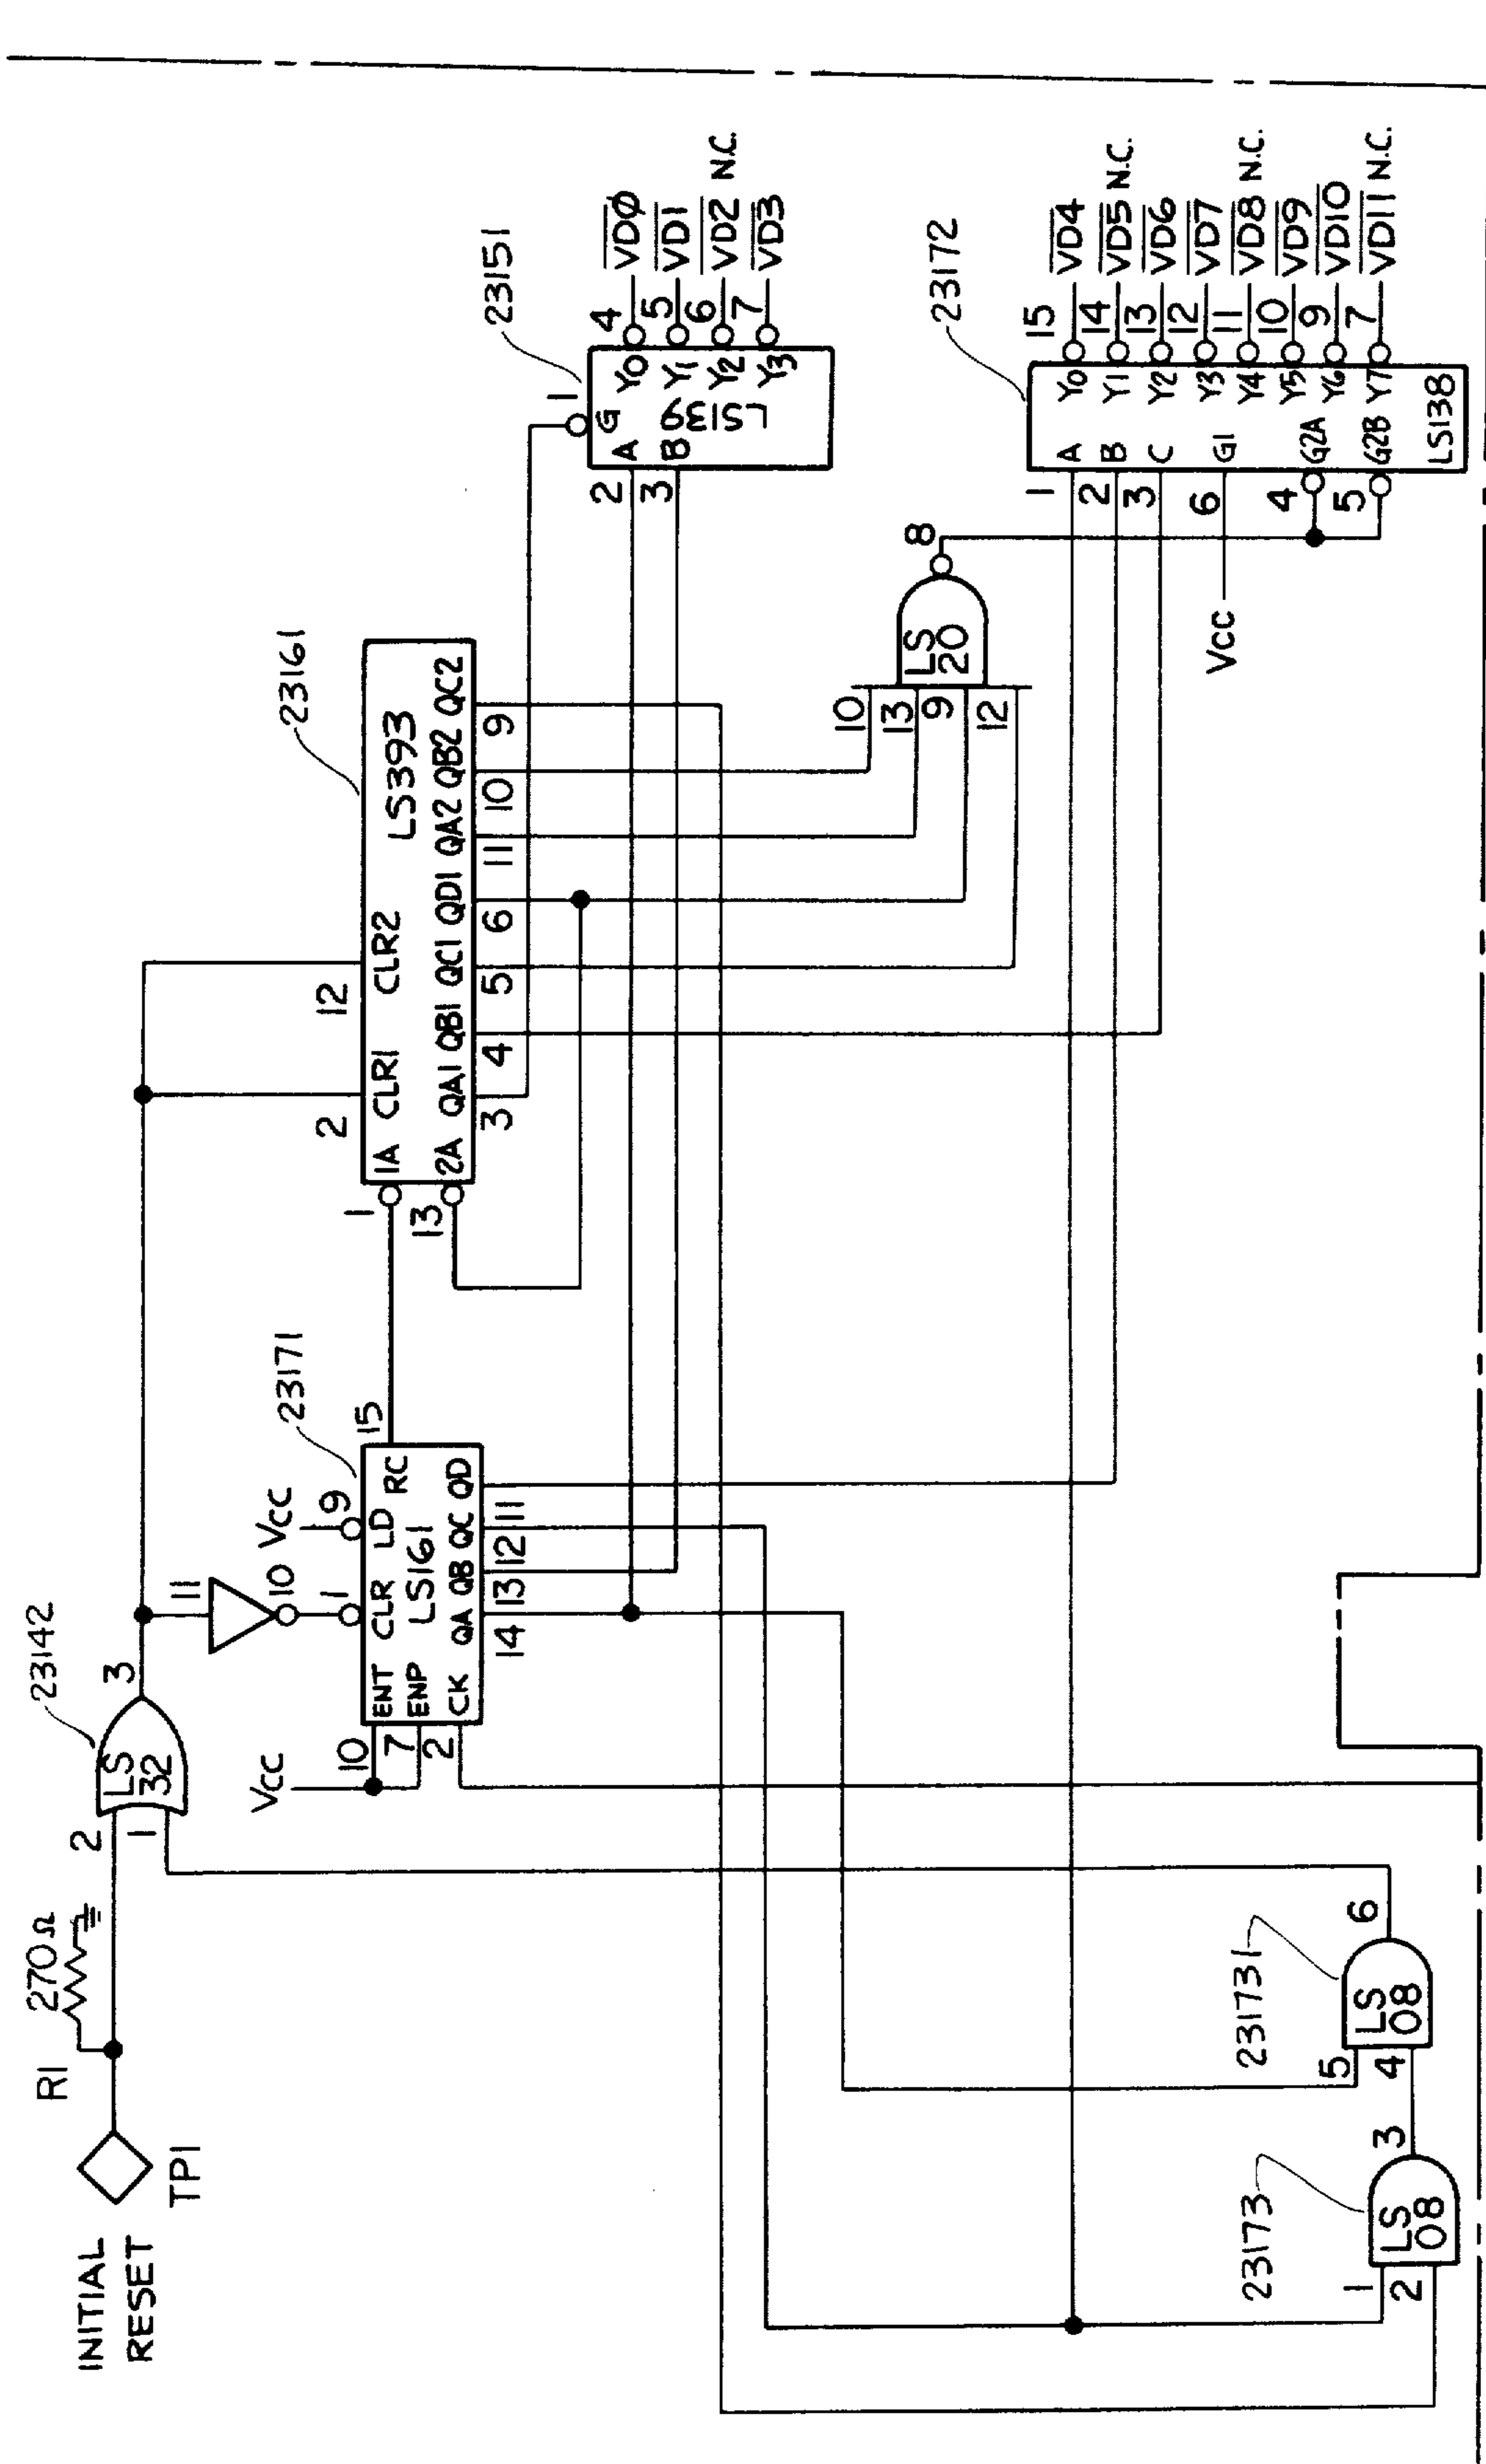 INITIAL
RESET
TP1
R1
270Ω
2
1
LS
32
3
23142
11
10
1
Vcc
9
Vcc
10
7
2
ENT
ENP
CK
CLR
LD
RC
LS161
QA
QB
QC
QD
14
13
12
11
15
23171
1
13
1A
2A
2
CLR1
12
CLR2
LS393
QA1
QB1
QC1
QD1
QA2
QB2
QC2
3
4
5
6
11
10
9
23161
10
13
9
12
LS
20
8
23151
1
G
2
A
3
B
LS139
Y0
Y1
Y2
Y3
4
5
6
7
VDØ
VD1
VD2 N.C.
VD3
23172
1
2
3
6
4
5
Vcc
A
B
C
G1
G2A
G2B
LS138
Y0
Y1
Y2
Y3
Y4
Y5
Y6
Y7
15
14
13
12
11
10
9
7
VD4
VD5 N.C.
VD6
VD7
VD8 N.C.
VD9
VD10
VD11 N.C.
23173
1
2
LS
08
3
231731
5
4
LS
08
6